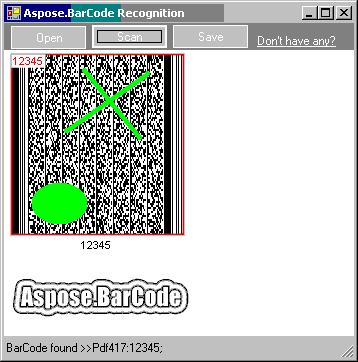 Aspose.BarCode Recognition
Open Scan Save Don't have any?
12345
12345
Aspose.BarCode
BarCode found >>Pdf417:12345;